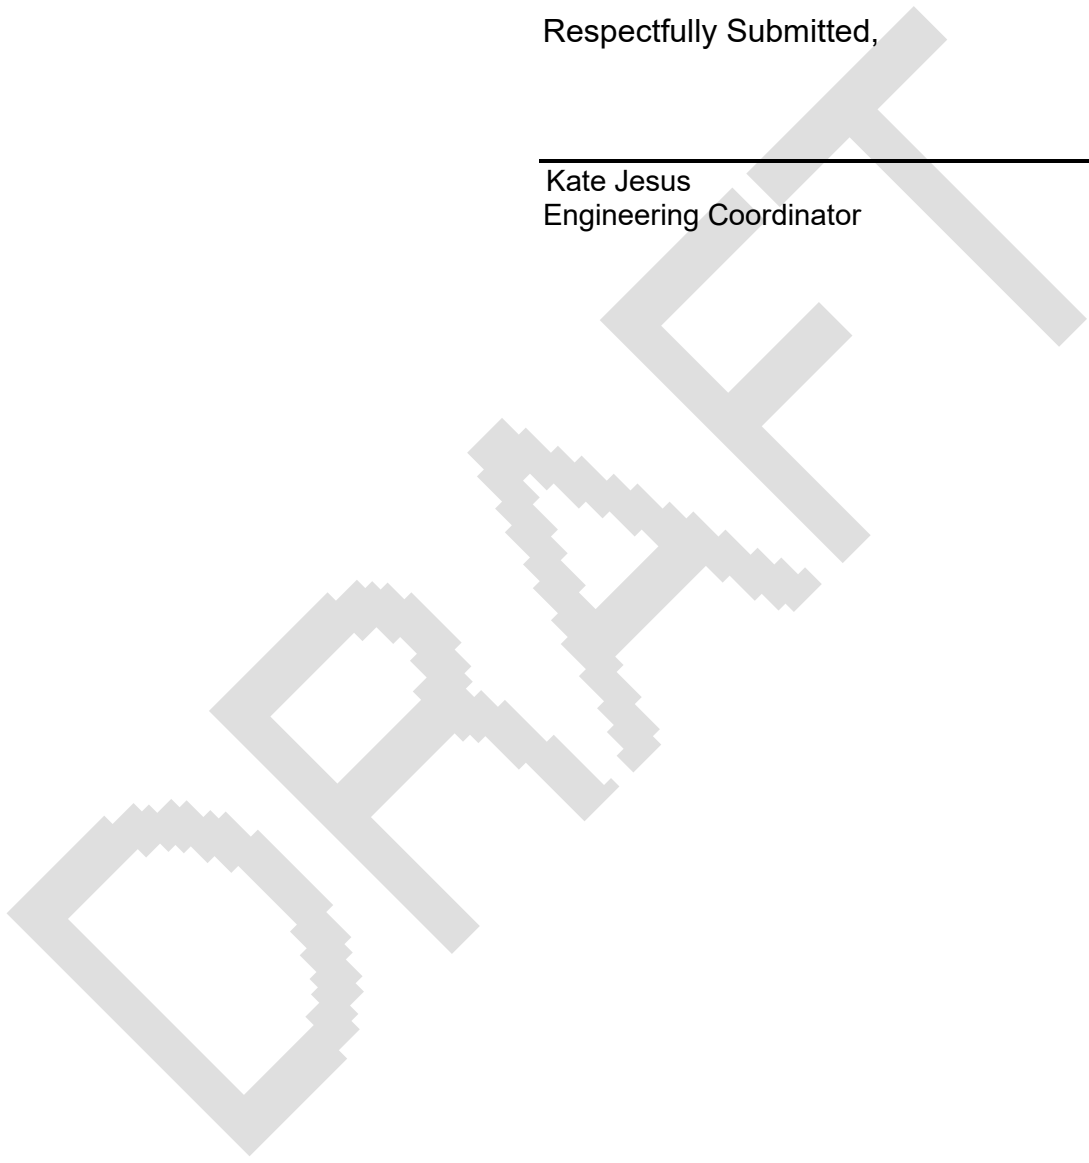 Respectfully Submitted,
Kate Jesus
Engineering Coordinator
DRAFT